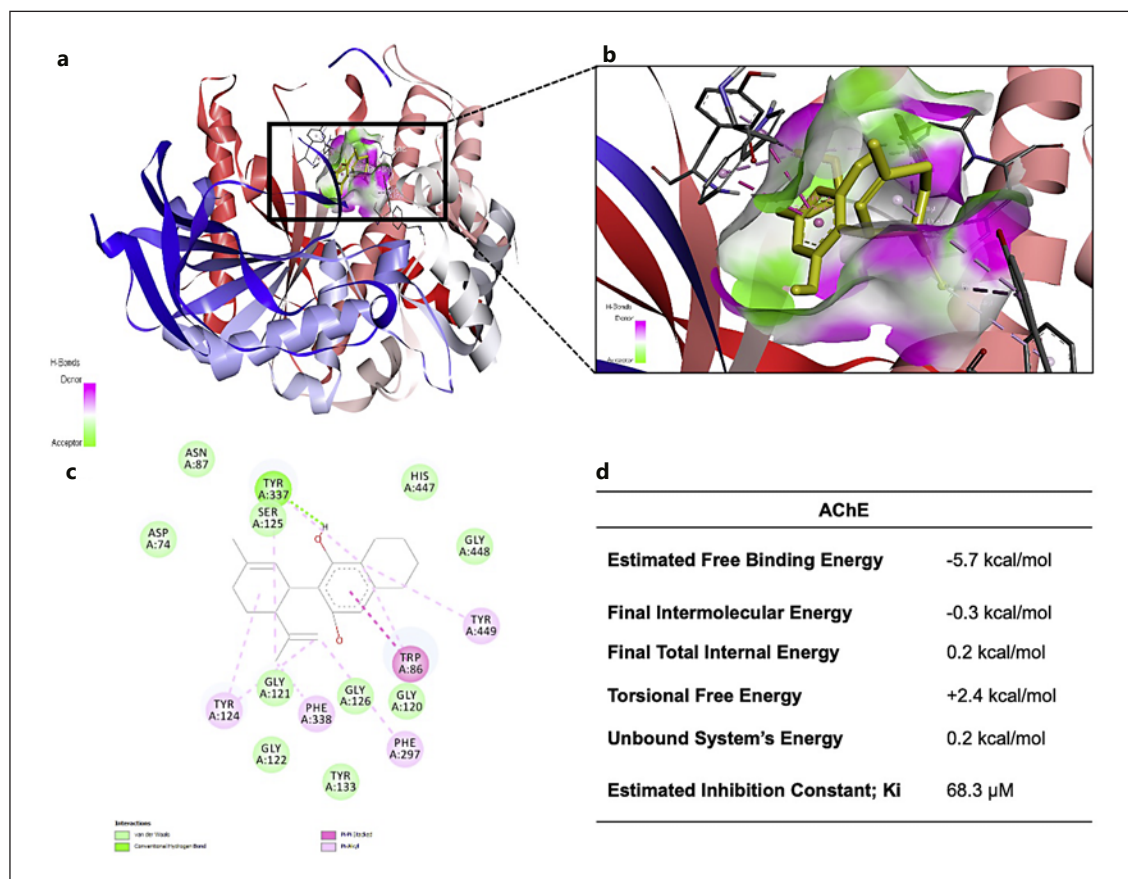 a
b
H-Bonds
Donor
Acceptor
H-Bonds
Donor
Acceptor
c
ASN
A:87
TYR
A:337
HIS
A:447
SER
A:125
ASP
A:74
H
O
GLY
A:448
TYR
A:449
O
TRP
A:86
GLY
A:121
GLY
A:126
GLY
A:120
TYR
A:124
PHE
A:338
PHE
A:297
GLY
A:122
TYR
A:133
Interactions
van der Waals
Conventional Hydrogen Bond
Pi-Pi Stacked
Pi-Alkyl
d
AChE
Estimated Free Binding Energy -5.7 kcal/mol
Final Intermolecular Energy -0.3 kcal/mol
Final Total Internal Energy 0.2 kcal/mol
Torsional Free Energy +2.4 kcal/mol
Unbound System's Energy 0.2 kcal/mol
Estimated Inhibition Constant; Ki 68.3 µM